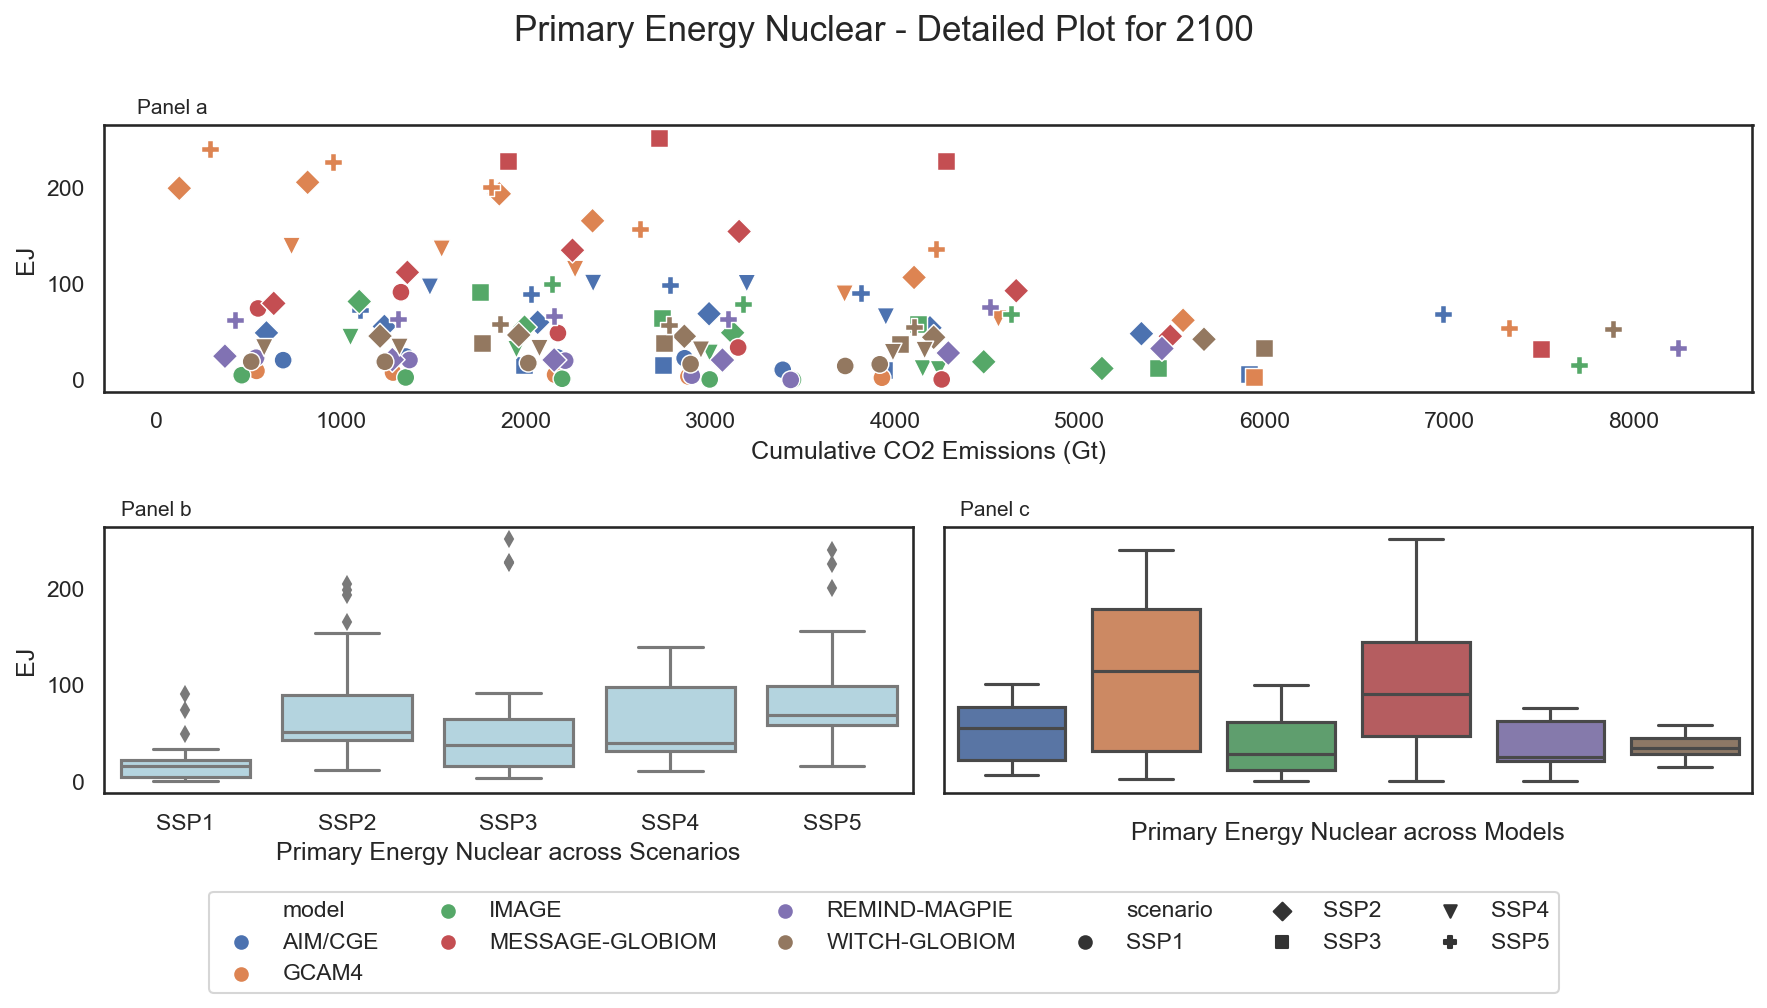 Primary Energy Nuclear - Detailed Plot for 2100
Panel a
EJ
200
100
0
0 1000 2000 3000 4000 5000 6000 7000 8000
Cumulative CO2 Emissions (Gt)
Panel b
Panel c
EJ
200
100
0
SSP1 SSP2 SSP3 SSP4 SSP5
Primary Energy Nuclear across Scenarios
Primary Energy Nuclear across Models
model IMAGE REMIND-MAGPIE scenario SSP2 SSP4
AIM/CGE MESSAGE-GLOBIOM WITCH-GLOBIOM SSP1 SSP3 SSP5
GCAM4